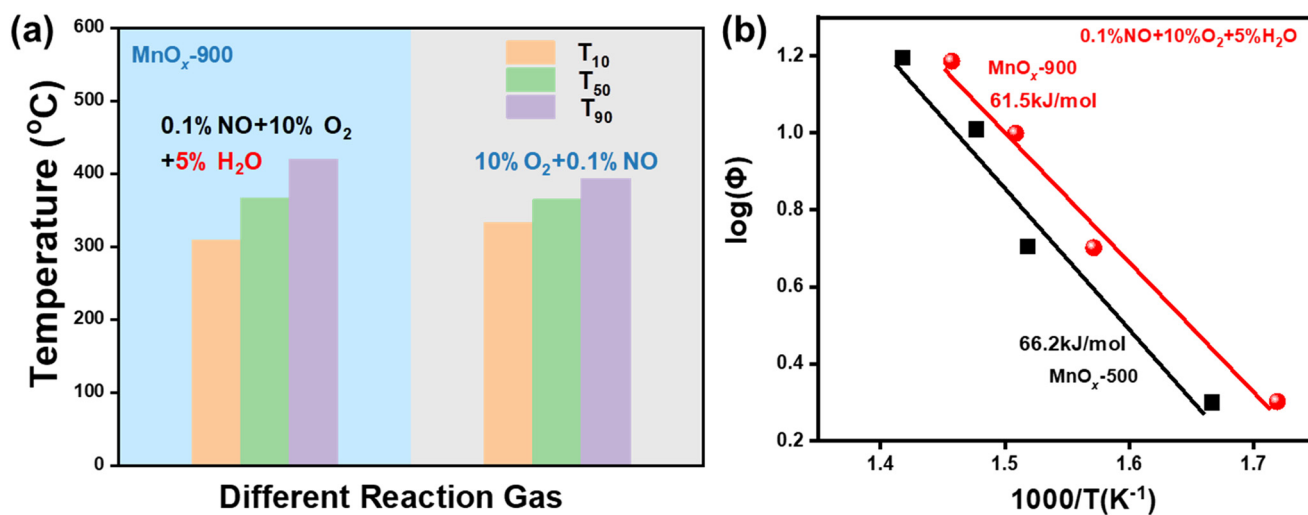 (a)
Temperature (°C)
600
500
400
300
200
100
0
MnOₓ-900
0.1% NO+10% O₂
+5% H₂O
T₁₀
T₅₀
T₉₀
10% O₂+0.1% NO
Different Reaction Gas
(b)
log(Φ)
1.2
1.0
0.8
0.6
0.4
0.2
0.1%NO+10%O₂+5%H₂O
MnOₓ-900
61.5kJ/mol
66.2kJ/mol
MnOₓ-500
1.4
1.5
1.6
1.7
1000/T(K⁻¹)